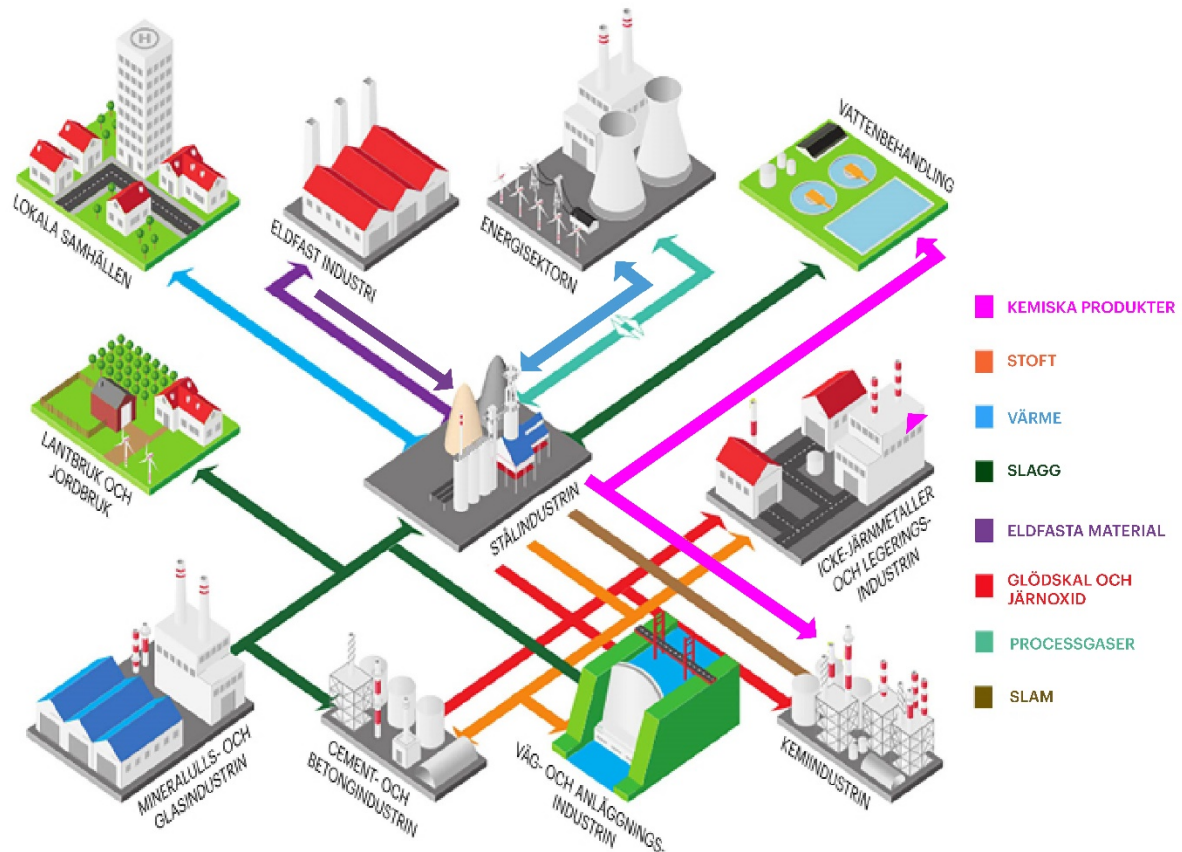 H
LOKALA SAMHÄLLEN
ELDFAST INDUSTRI
ENERGISEKTORN
VATTENBEHANDLING
KEMISKA PRODUKTER
STOFT
VÄRME
SLAGG
ELDFASTA MATERIAL
GLÖDSKAL OCH
JÄRNOXID
PROCESSGASER
SLAM
LANTBRUK OCH
JORDBRUK
STÅLINDUSTRIN
ICKE-JÄRNMETALLER
OCH LEGERINGS-
INDUSTRIN
MINERALULLS- OCH
GLASINDUSTRIN
CEMENT- OCH
BETONGINDUSTRIN
VÄG- OCH ANLÄGGNINGS-
INDUSTRIN
KEMIINDUSTRIN